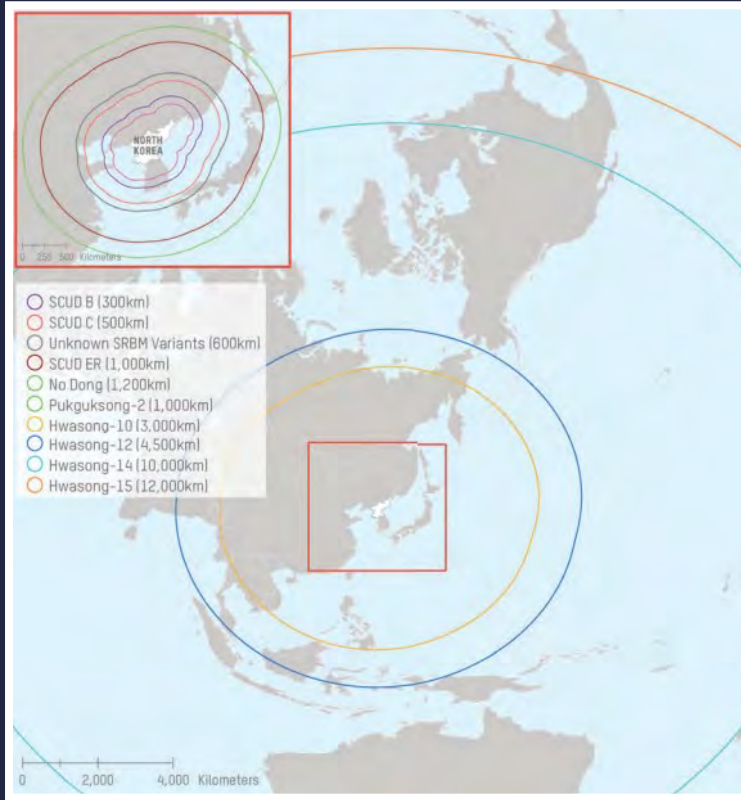 NORTH
KOREA
0 250 500 Kilometers
SCUD B (300km)
SCUD C (500km)
Unknown SRBM Variants (600km)
SCUD ER (1,000km)
No Dong (1,200km)
Pukguksong-2 (1,000km)
Hwasong-10 (3,000km)
Hwasong-12 (4,500km)
Hwasong-14 (10,000km)
Hwasong-15 (12,000km)
0 2,000 4,000 Kilometers